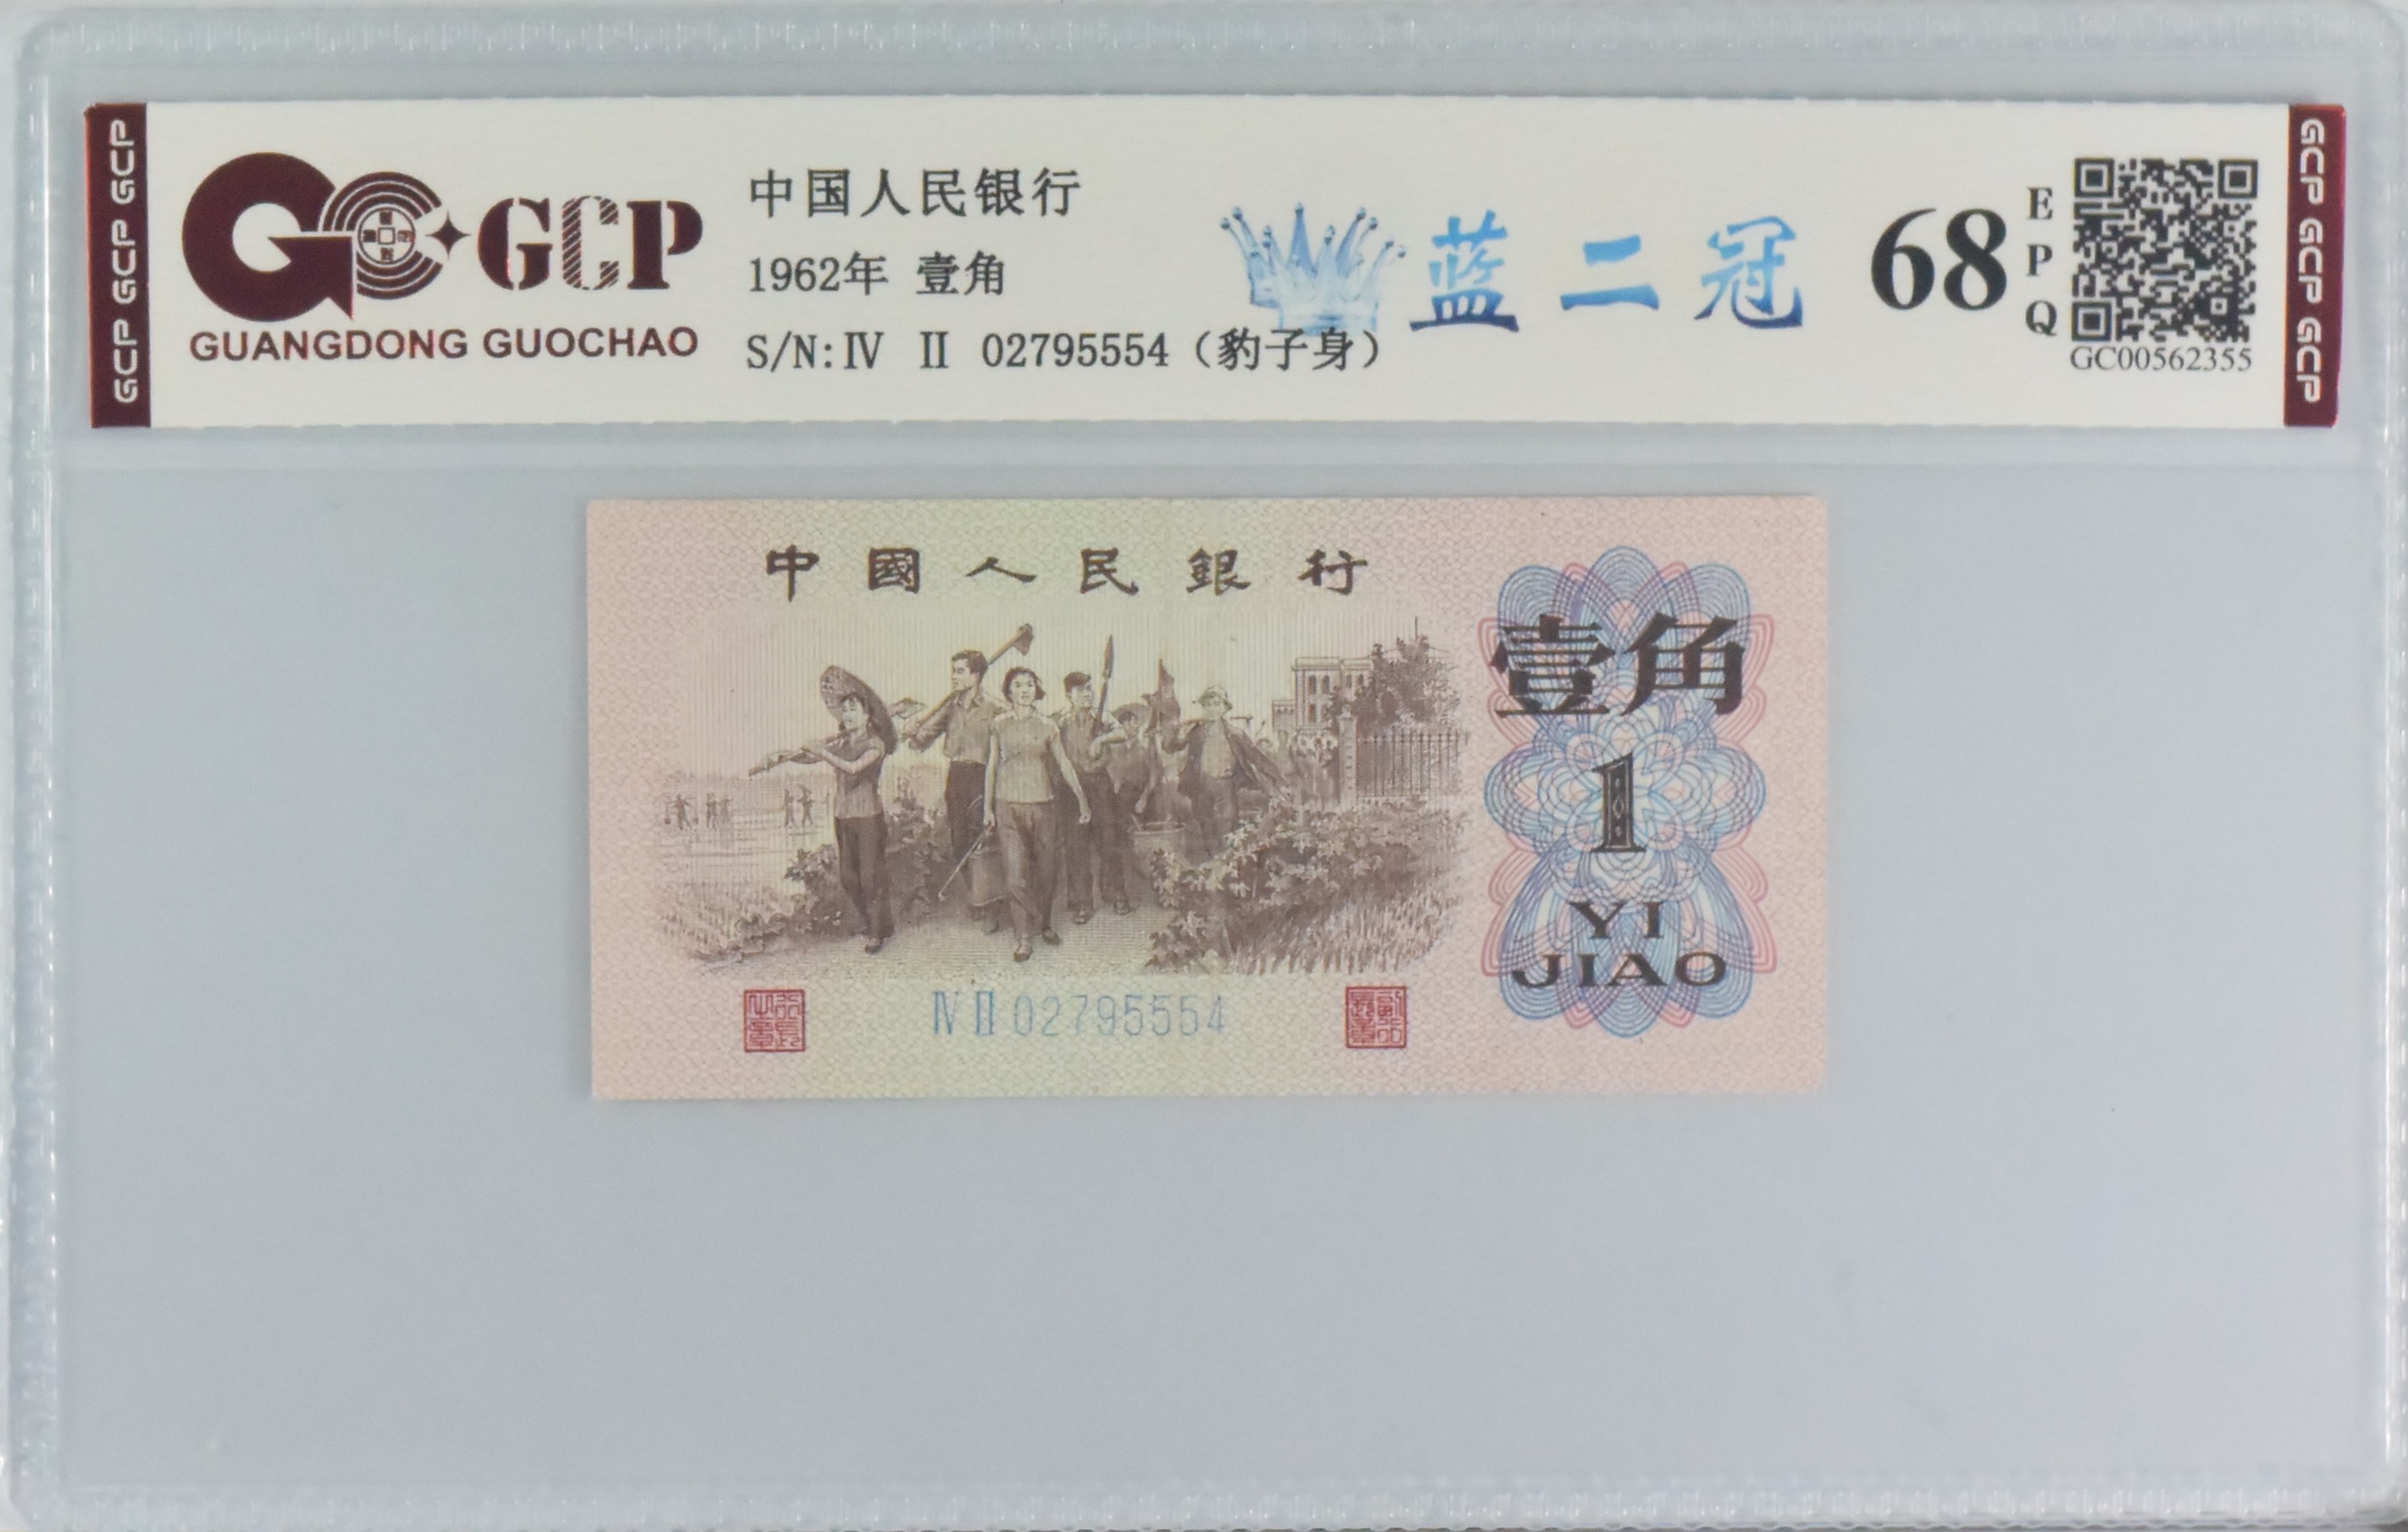 GCP GCP GCP
GCP
GUANGDONG GUOCHAO
中国人民银行
1962年 壹角
S/N:Ⅳ Ⅱ 02795554（豹子身）
蓝二冠
68
EPQ
GC00562355
GCP GCP GCP
中國人民銀行
壹角
1
YI
JIAO
Ⅳ Ⅱ 02795554